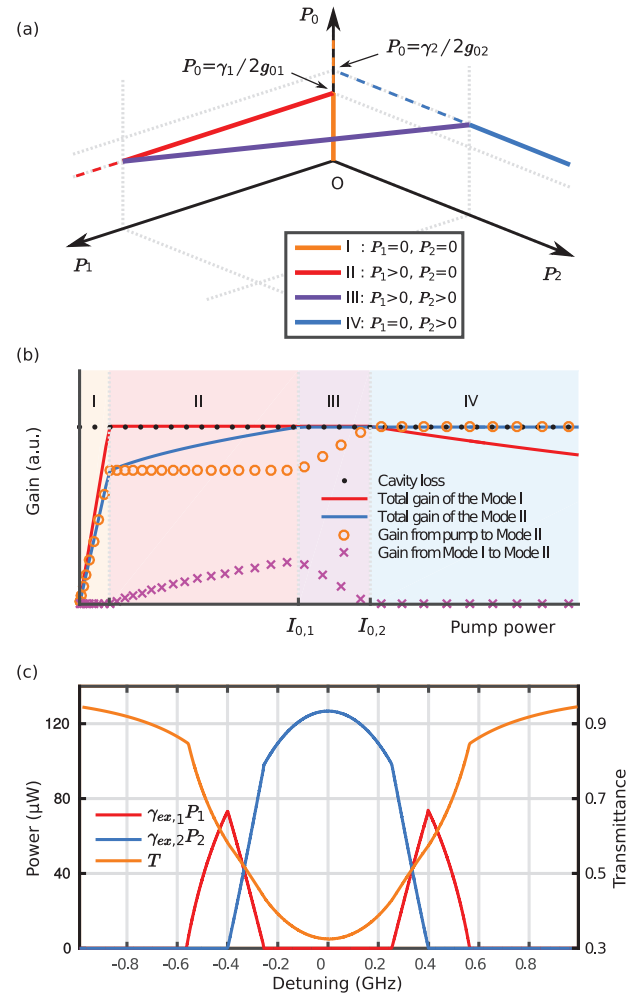 (a)
P₀
P₀=γ₁/2g₀₁
P₀=γ₂/2g₀₂
O
P₁
P₂
I : P₁=0, P₂=0
II : P₁>0, P₂=0
III: P₁>0, P₂>0
IV: P₁=0, P₂>0
(b)
I
II
III
IV
Gain (a.u.)
Cavity loss
Total gain of the Mode I
Total gain of the Mode II
Gain from pump to Mode II
Gain from Mode I to Mode II
I₀,₁
I₀,₂
Pump power
(c)
120
80
40
0
Power (μW)
γₑₓ,₁P₁
γₑₓ,₂P₂
T
0.9
0.7
0.5
0.3
Transmittance
-0.8 -0.6 -0.4 -0.2 0 0.2 0.4 0.6 0.8
Detuning (GHz)